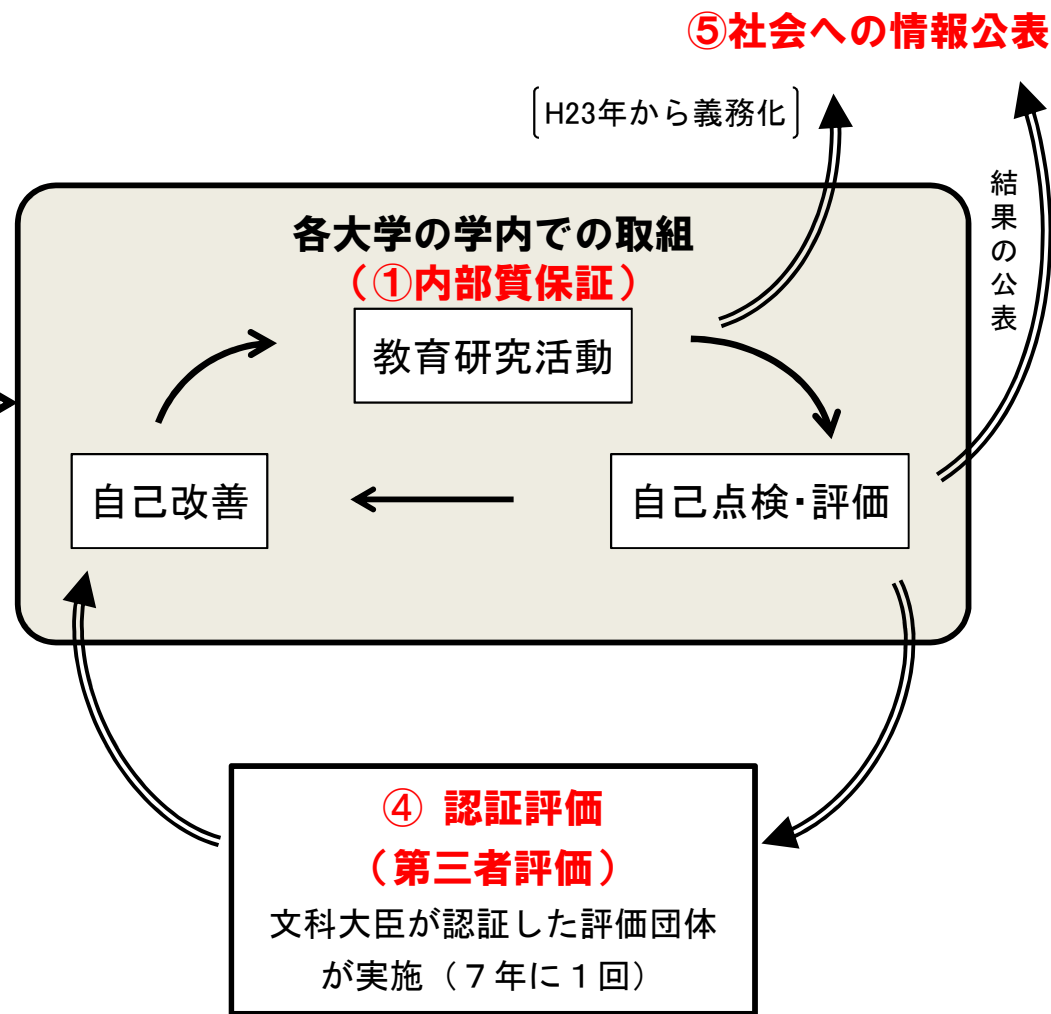 ⑤社会への情報公表
[H23年から義務化]
結果の公表
各大学の学内での取組
（①内部質保証）
教育研究活動
自己改善
自己点検・評価
④ 認証評価
（第三者評価）
文科大臣が認証した評価団体
が実施（７年に１回）